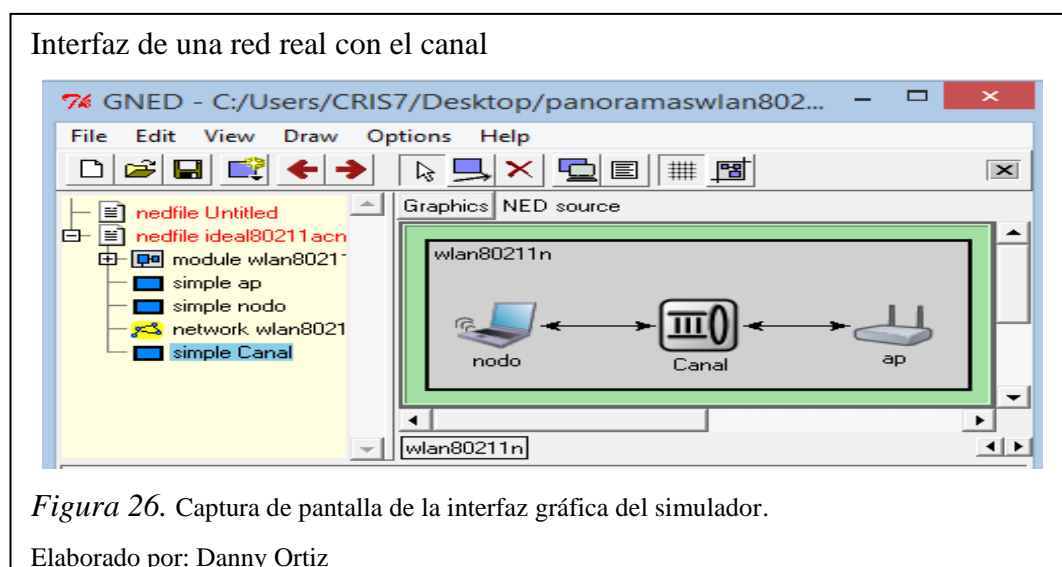 Interfaz de una red real con el canal
GNED - C:/Users/CRIS7/Desktop/panoramaswlan802...
File Edit View Draw Options Help
Graphics NED source
nedfile Untitled
nedfile ideal80211acn
module wlan8021
simple ap
simple nodo
network wlan8021
simple Canal
wlan80211n
nodo
Canal
ap
wlan80211n
Figura 26. Captura de pantalla de la interfaz gráfica del simulador.
Elaborado por: Danny Ortiz